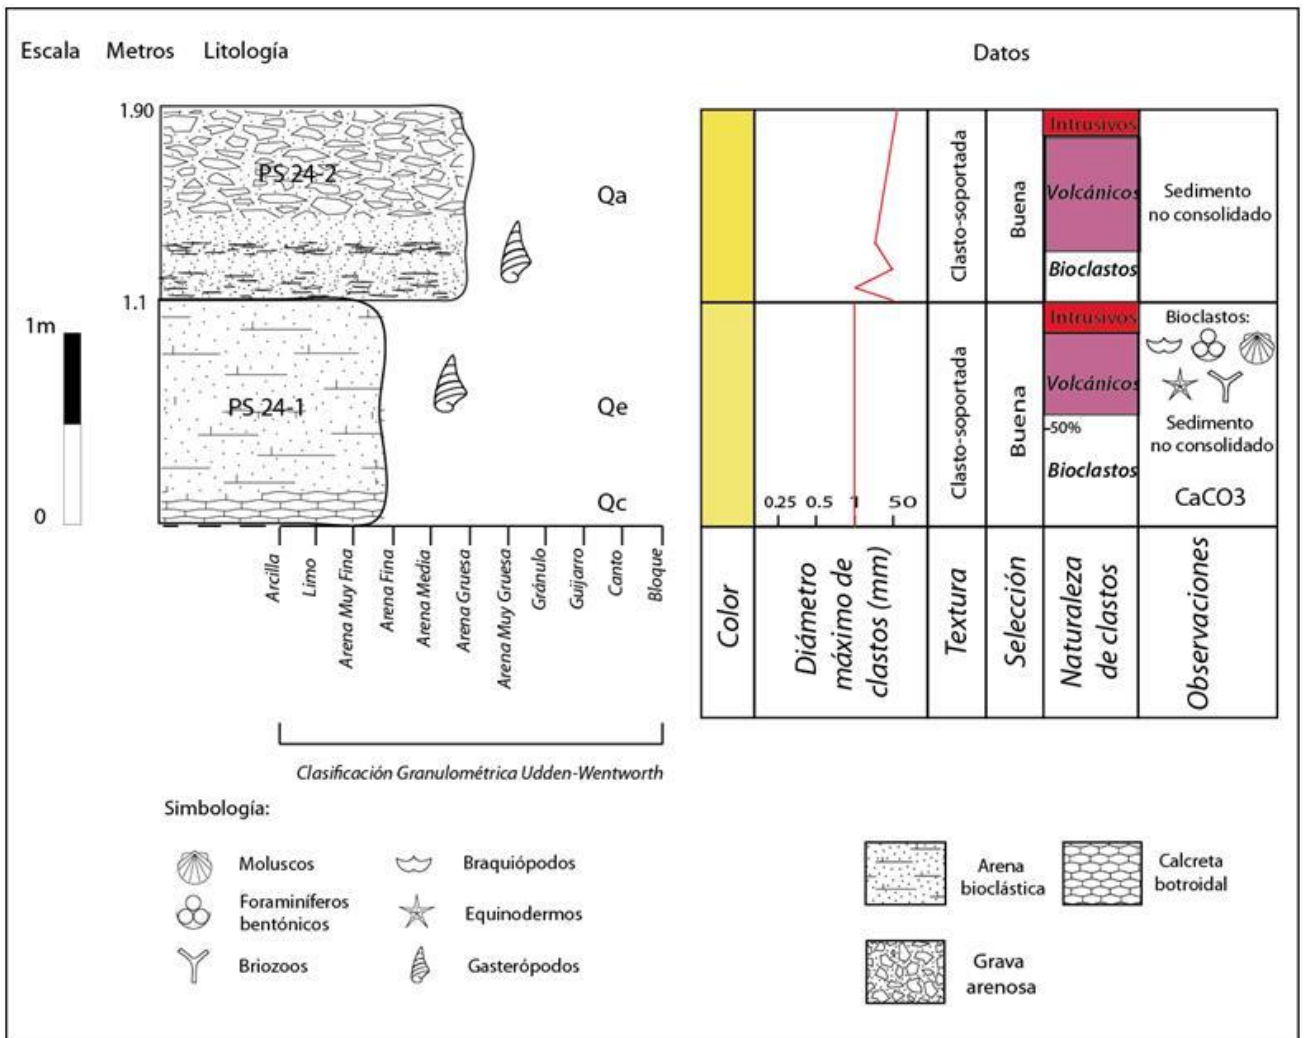 Escala Metros Litología Datos
1.90
PS 24-2
Qa
1.1
1m
PS 24-1
Qe
Qc
0
Arcilla
Limo
Arena Muy Fina
Arena Fina
Arena Media
Arena Gruesa
Arena Muy Gruesa
Gránulo
Guijarro
Canto
Bloque
Clasificación Granulométrica Udden-Wentworth
Clasto-soportada
Buena
Intrusivos
Volcánicos
Bioclastos
Sedimento
no consolidado
Clasto-soportada
Buena
Intrusivos
Volcánicos
50%
Bioclastos
Bioclastos:
Sedimento
no consolidado
CaCO3
0.25 0.5 1 50
Color
Diámetro
máximo de
clastos (mm)
Textura
Selección
Naturaleza
de clastos
Observaciones
Simbología:
Moluscos
Foraminíferos
bentónicos
Briozoos
Braquiópodos
Equinodermos
Gasterópodos
Arena
bioclástica
Calcreta
botroidal
Grava
arenosa